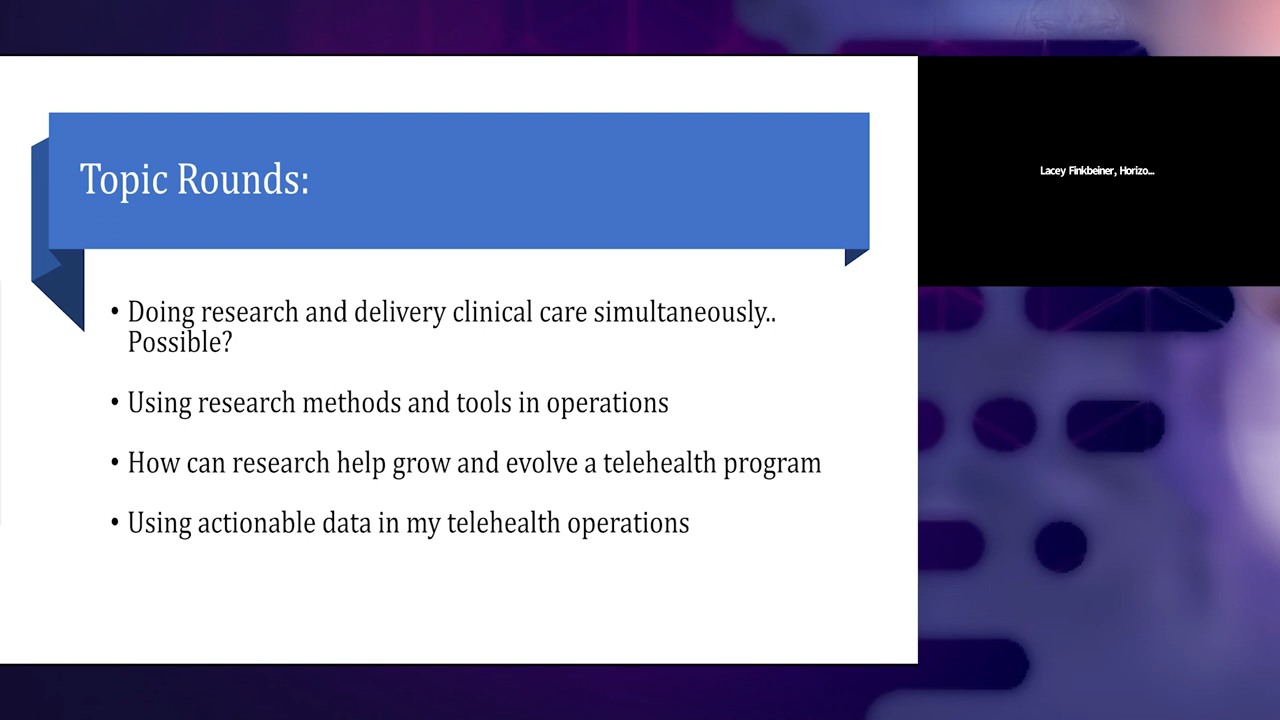 Topic Rounds:
• Doing research and delivery clinical care simultaneously..
Possible?
• Using research methods and tools in operations
• How can research help grow and evolve a telehealth program
• Using actionable data in my telehealth operations
Lacey Finkbeiner, Horizo...